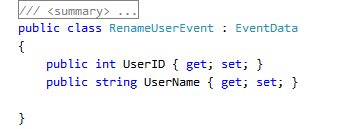 /// <summary> ...
public class RenameUserEvent : EventData
{
public int UserID { get; set; }
public string UserName { get; set; }
}